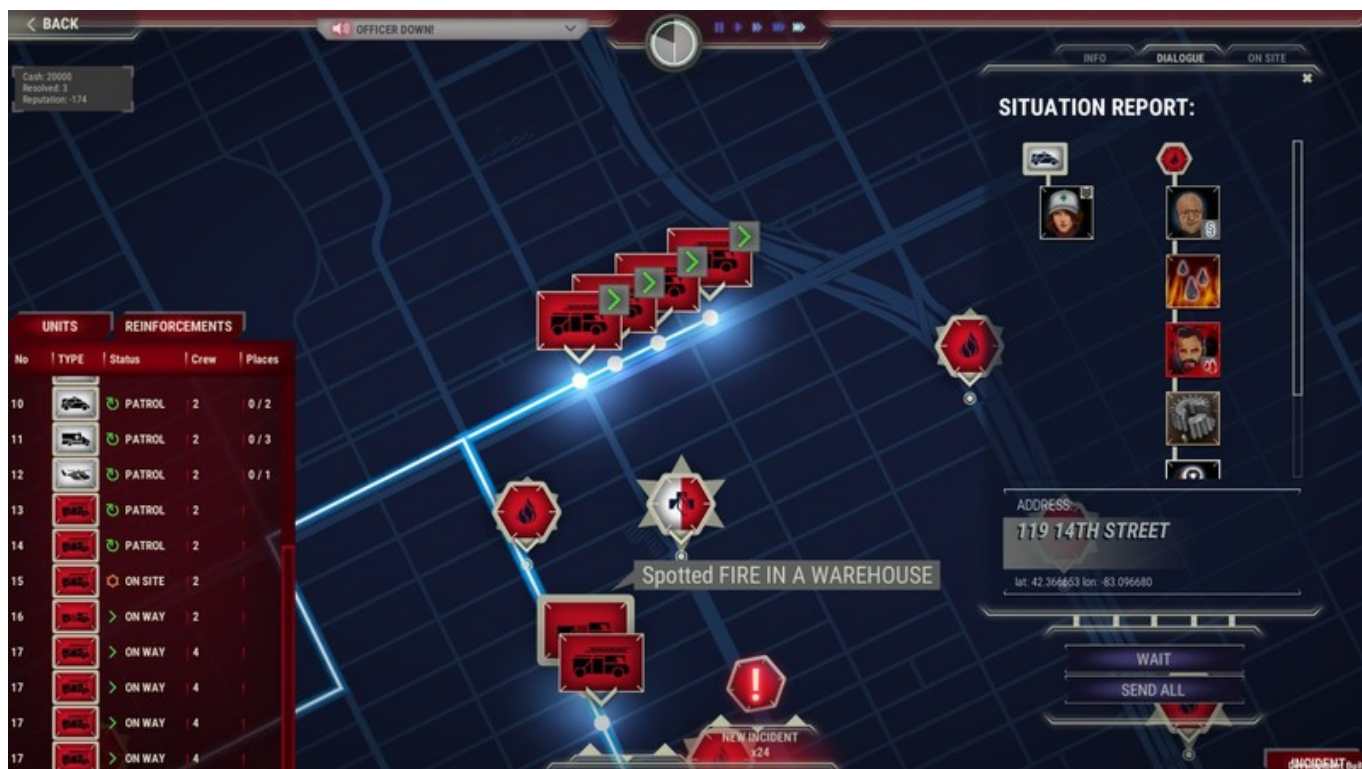 BACK
OFFICER DOWN!
Cash: 20000
Resolved: 3
Reputation: -174
INFO DIALOGUE ON SITE
SITUATION REPORT:
UNITS REINFORCEMENTS
No TYPE Status Crew Places
10 PATROL 2 0 / 2
11 PATROL 2 0 / 3
12 PATROL 2 0 / 1
13 PATROL 2
14 PATROL 2
15 ON SITE 2
16 ON WAY 2
17 ON WAY 4
17 ON WAY 4
17 ON WAY 4
17 ON WAY 4
Spotted FIRE IN A WAREHOUSE
ADDRESS:
119 14TH STREET
lat: 42.366653 lon: -83.096680
WAIT
SEND ALL
NEW INCIDENT
x24
INCIDENT